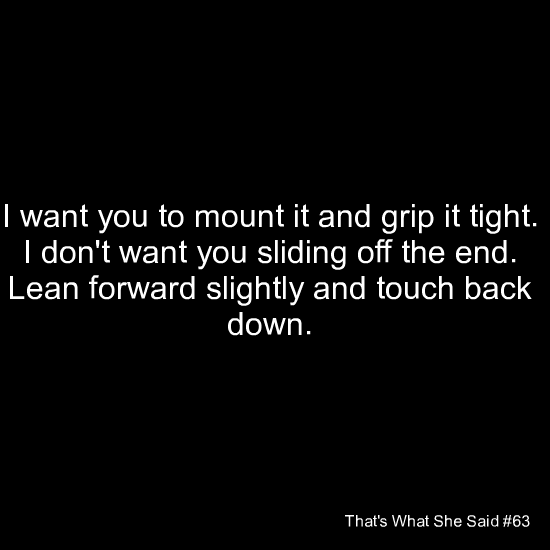 I want you to mount it and grip it tight.
I don't want you sliding off the end.
Lean forward slightly and touch back
down.
That's What She Said #63